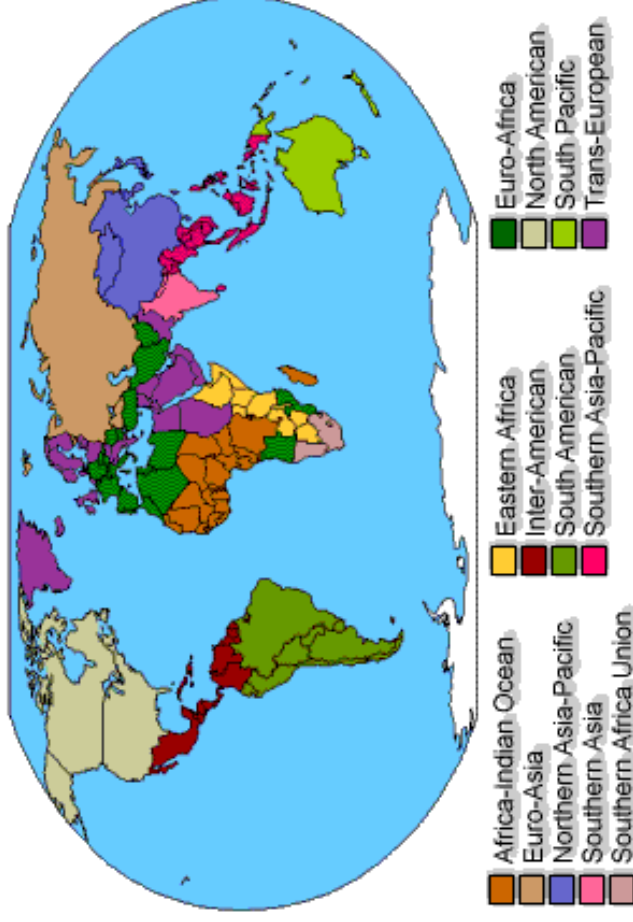 Africa-Indian Ocean
Euro-Asia
Northern Asia-Pacific
Southern Asia
Southern Africa Union
Eastern Africa
Inter-American
South American
Southern Asia-Pacific
Euro-Africa
North American
South Pacific
Trans-European